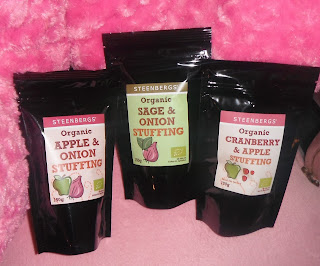 STEENBERGS
Organic
APPLE &
ONION
STUFFING
STEENBERGS
Organic
SAGE &
ONION
STUFFING
STEENBERGS
Organic
CRANBERRY
& APPLE
STUFFING